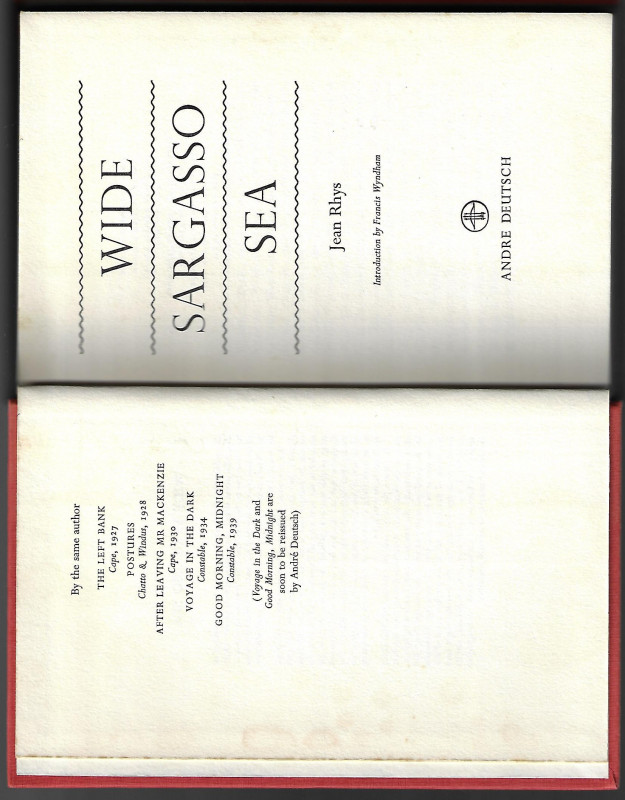 By the same author
THE LEFT BANK
Cape, 1927
POSTURES
Chatto & Windus, 1928
AFTER LEAVING MR MACKENZIE
Cape, 1930
VOYAGE IN THE DARK
Constable, 1934
GOOD MORNING, MIDNIGHT
Constable, 1939
(Voyage in the Dark and
Good Morning, Midnight are
soon to be reissued
by André Deutsch)
WIDE
SARGASSO
SEA
Jean Rhys
Introduction by Francis Wyndham
ANDRE DEUTSCH